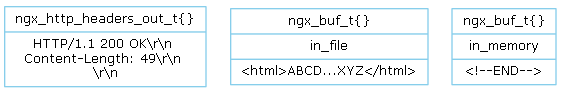 ngx_http_headers_out_t{}
HTTP/1.1 200 OK\r\n
Content-Length: 49\r\n
\r\n
ngx_buf_t{}
in_file
<html>ABCD...XYZ</html>
ngx_buf_t{}
in_memory
<!--END-->